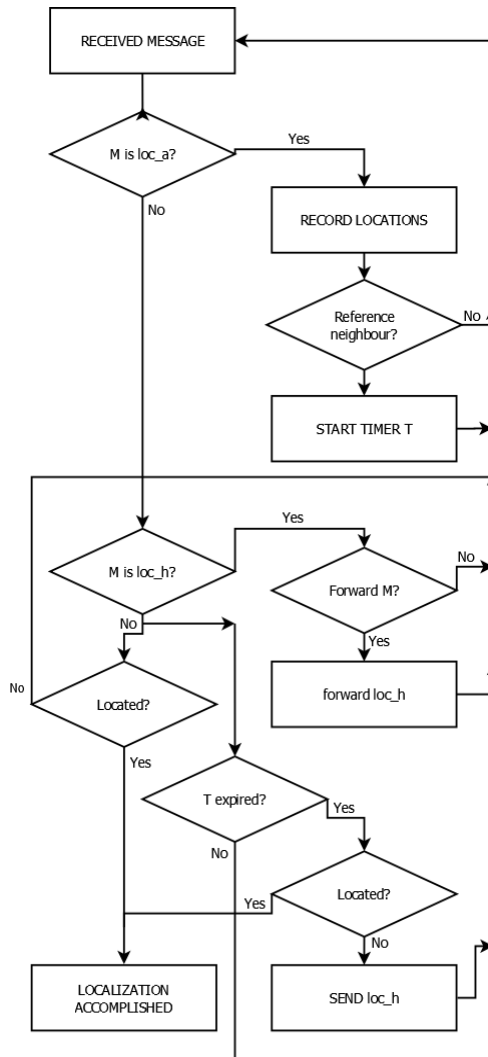 RECEIVED MESSAGE
M is loc_a?
Yes
No
RECORD LOCATIONS
Reference
neighbour?
No
START TIMER T
M is loc_h?
Yes
Forward M?
No
Yes
forward loc_h
No
Located?
No
Yes
T expired?
Yes
No
Located?
Yes
No
LOCALIZATION
ACCOMPLISHED
SEND loc_h